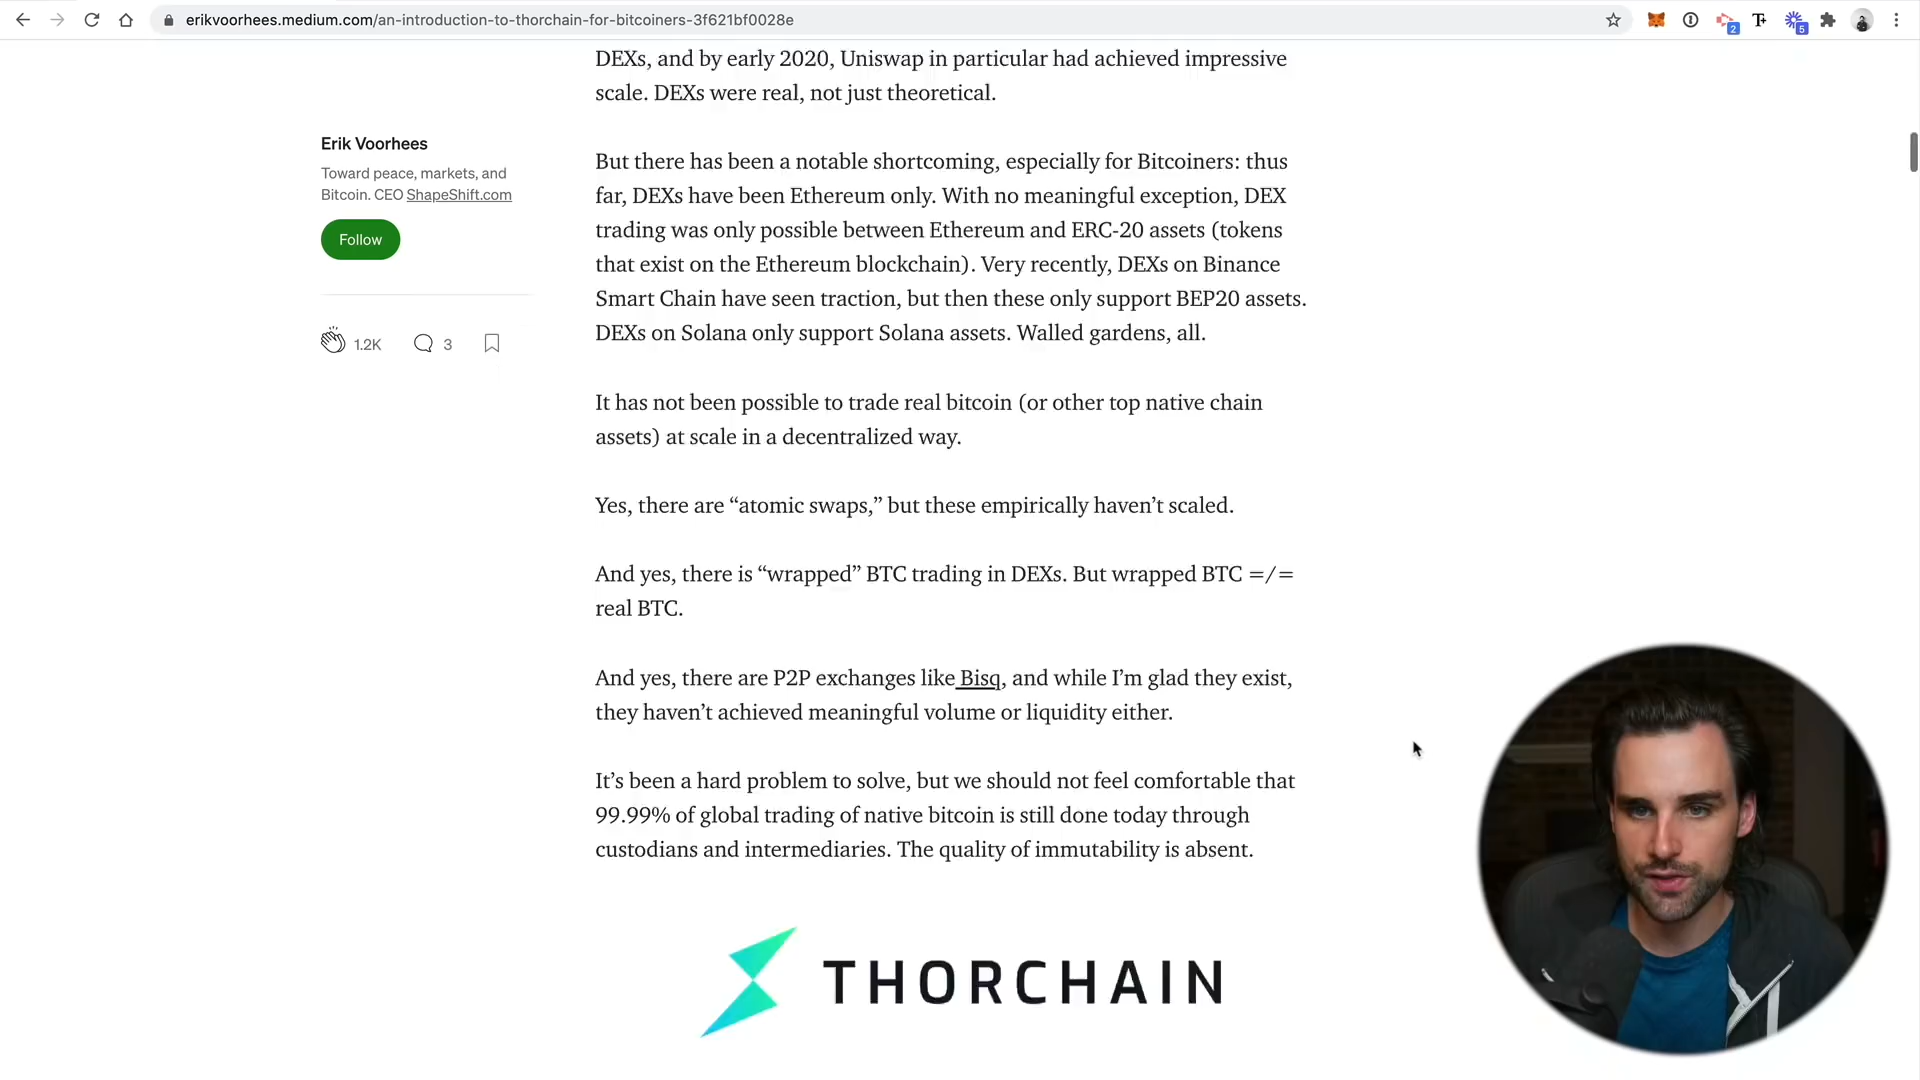 erikvoorhees.medium.com/an-introduction-to-thorchain-for-bitcoiners-3f621bf0028e
2
5
DEXs, and by early 2020, Uniswap in particular had achieved impressive
scale. DEXs were real, not just theoretical.
Erik Voorhees
Toward peace, markets, and
Bitcoin. CEO ShapeShift.com
Follow
1.2K
3
But there has been a notable shortcoming, especially for Bitcoiners: thus
far, DEXs have been Ethereum only. With no meaningful exception, DEX
trading was only possible between Ethereum and ERC-20 assets (tokens
that exist on the Ethereum blockchain). Very recently, DEXs on Binance
Smart Chain have seen traction, but then these only support BEP20 assets.
DEXs on Solana only support Solana assets. Walled gardens, all.
It has not been possible to trade real bitcoin (or other top native chain
assets) at scale in a decentralized way.
Yes, there are “atomic swaps,” but these empirically haven’t scaled.
And yes, there is “wrapped” BTC trading in DEXs. But wrapped BTC =/=
real BTC.
And yes, there are P2P exchanges like Bisq, and while I’m glad they exist,
they haven’t achieved meaningful volume or liquidity either.
It’s been a hard problem to solve, but we should not feel comfortable that
99.99% of global trading of native bitcoin is still done today through
custodians and intermediaries. The quality of immutability is absent.
THORCHAIN